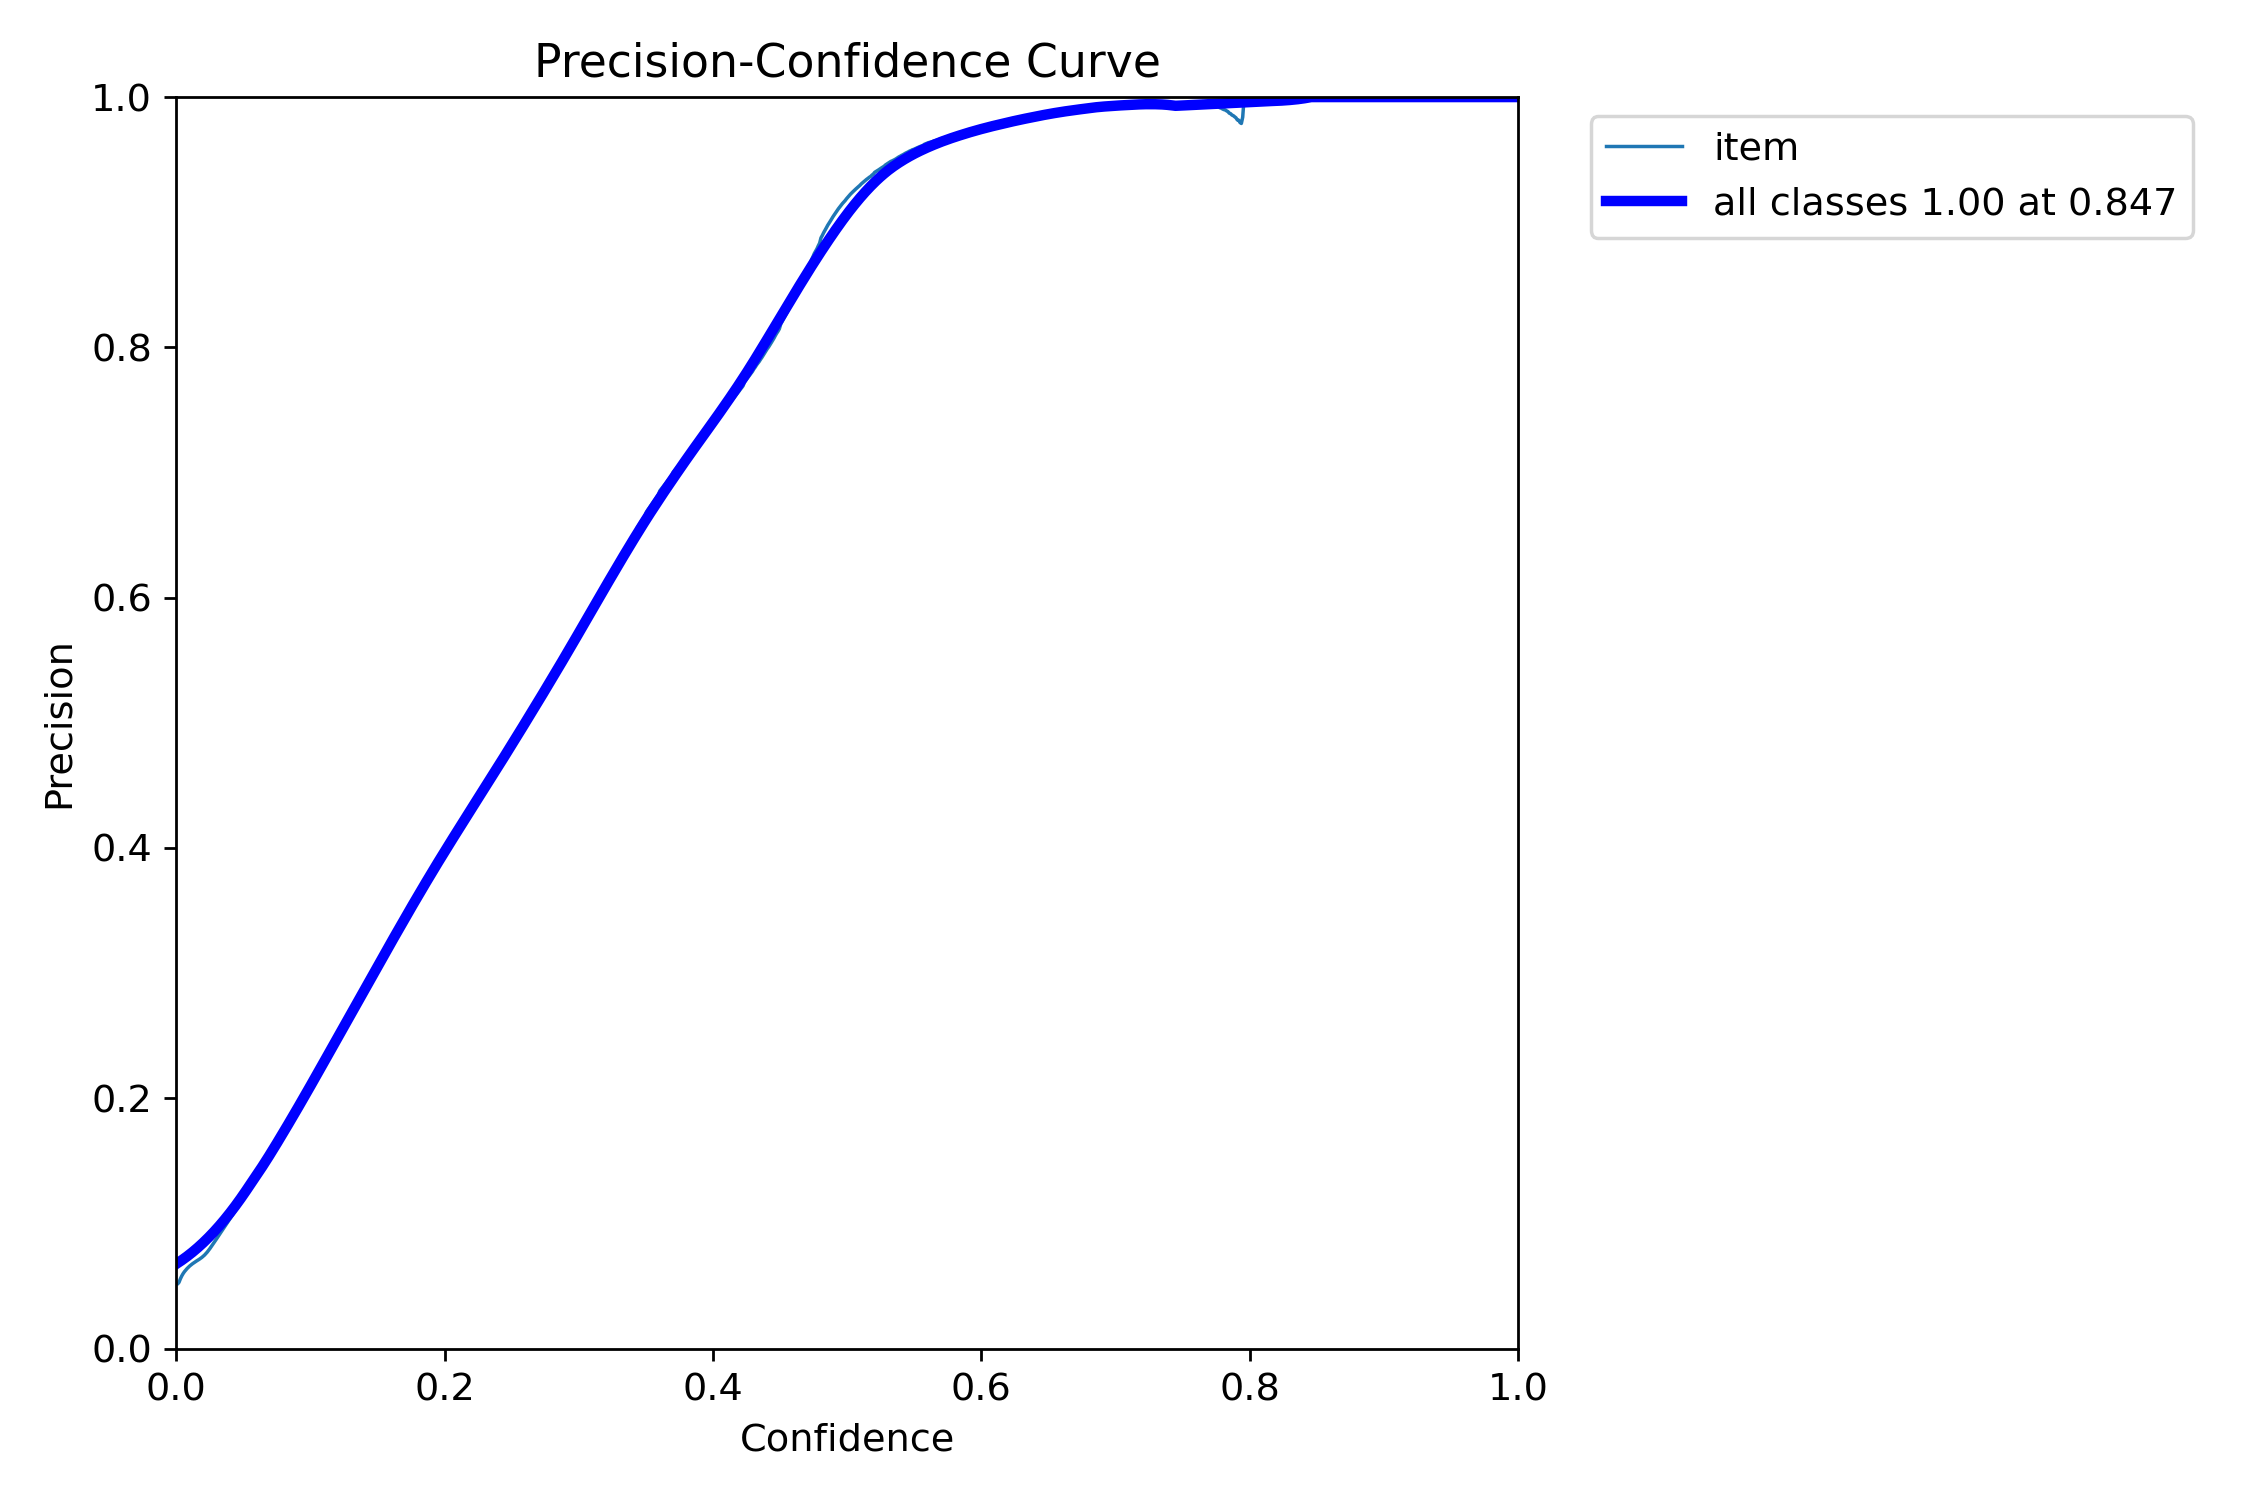 Precision-Confidence Curve
1.0
0.8
0.6
0.4
0.2
0.0
Precision
0.0 0.2 0.4 0.6 0.8 1.0
Confidence
item
all classes 1.00 at 0.847